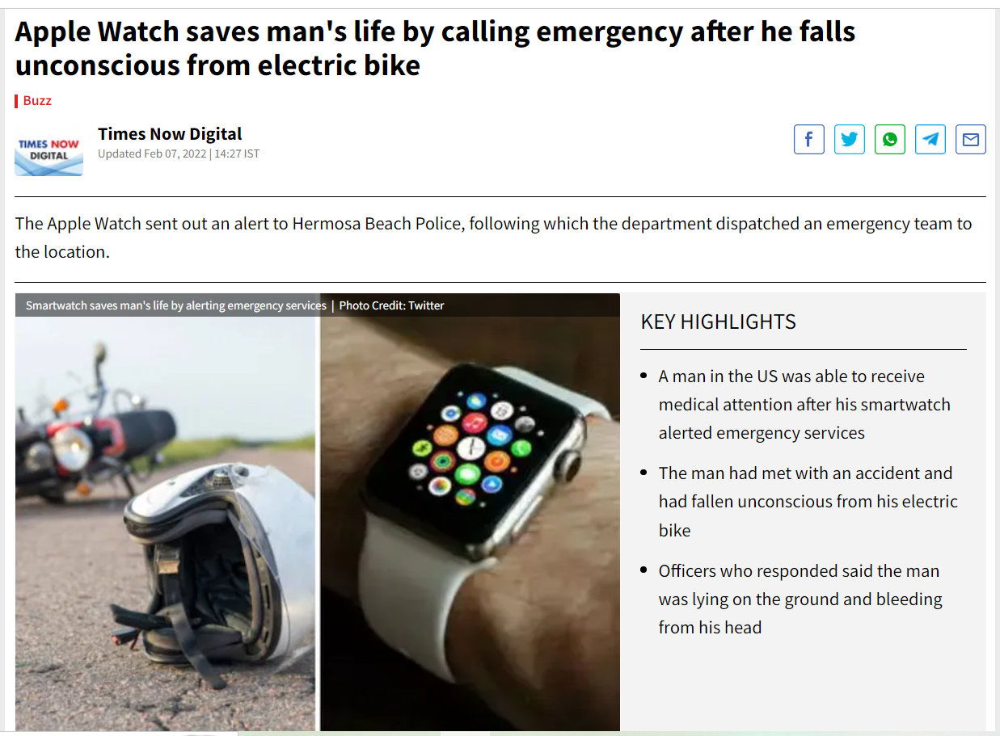 Apple Watch saves man's life by calling emergency after he falls
unconscious from electric bike
Buzz
TIMES NOW
DIGITAL
Times Now Digital
Updated Feb 07, 2022 | 14:27 IST
The Apple Watch sent out an alert to Hermosa Beach Police, following which the department dispatched an emergency team to
the location.
Smartwatch saves man's life by alerting emergency services | Photo Credit: Twitter
KEY HIGHLIGHTS
A man in the US was able to receive
medical attention after his smartwatch
alerted emergency services
The man had met with an accident and
had fallen unconscious from his electric
bike
Officers who responded said the man
was lying on the ground and bleeding
from his head